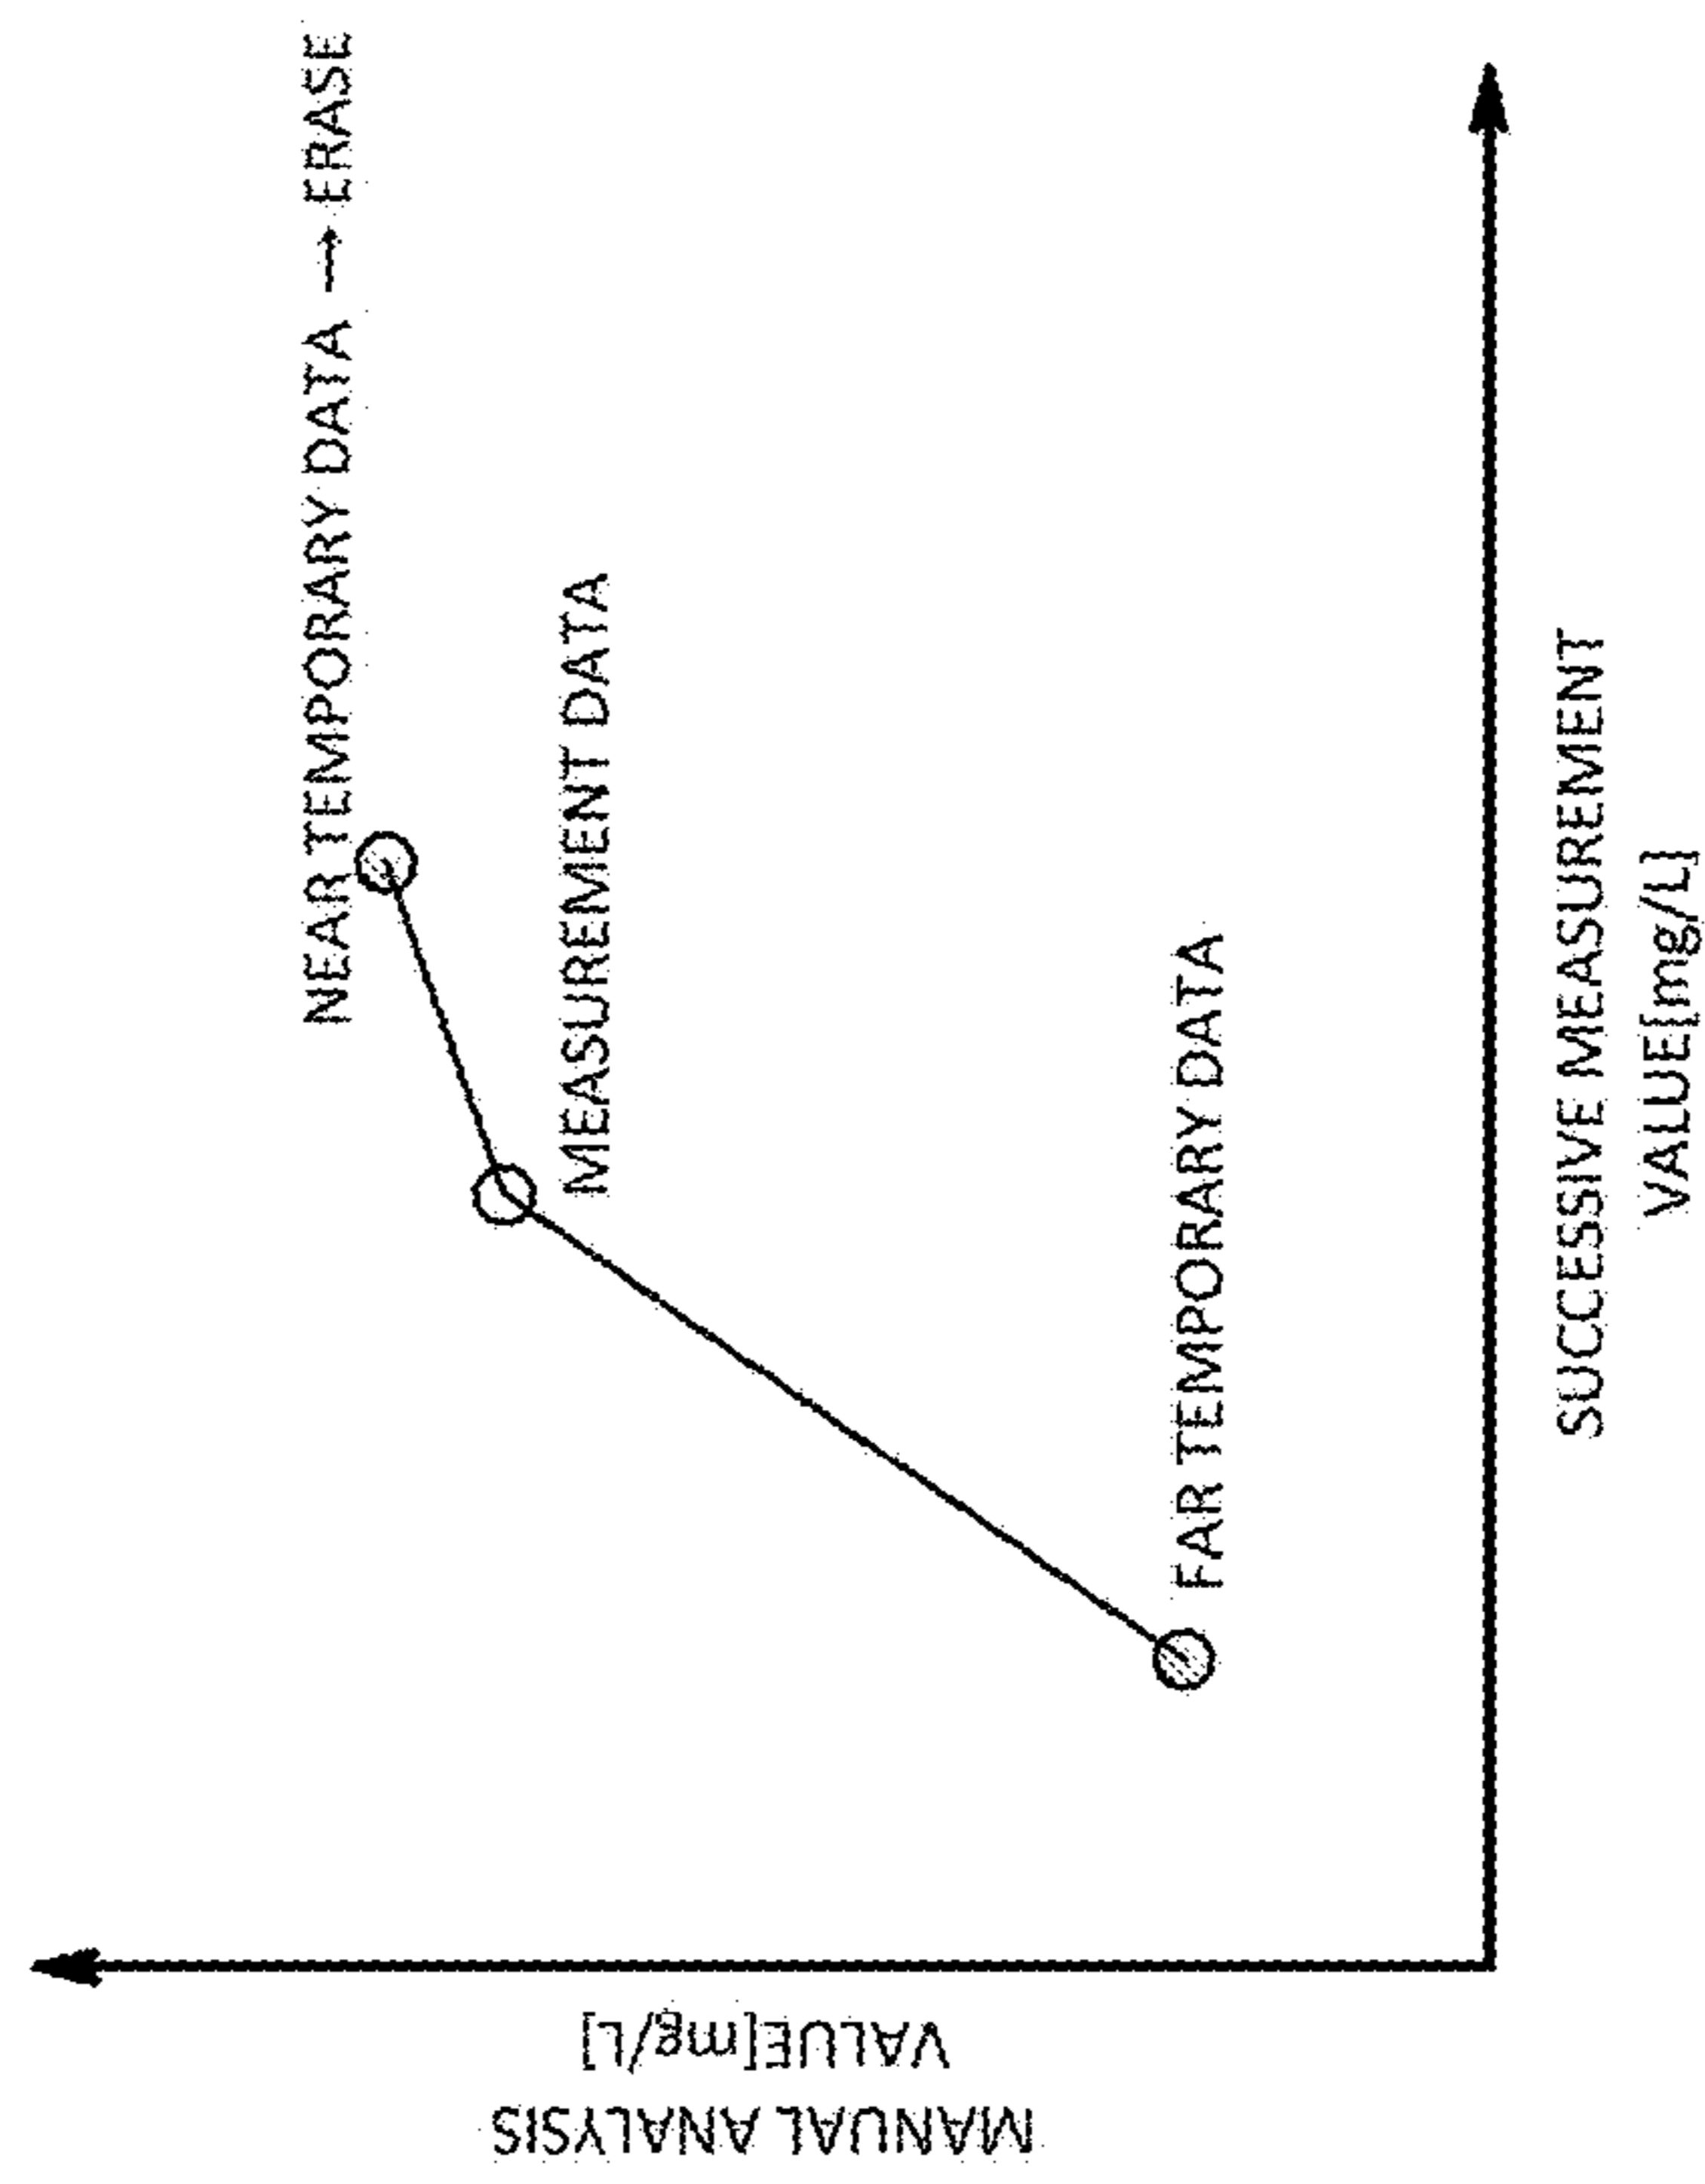 MANUAL ANALYSIS
VALUE[mg/L]
NEAR TEMPORARY DATA → ERASE
MEASUREMENT DATA
FAR TEMPORARY DATA
SUCCESSIVE MEASUREMENT
VALUE[mg/L]